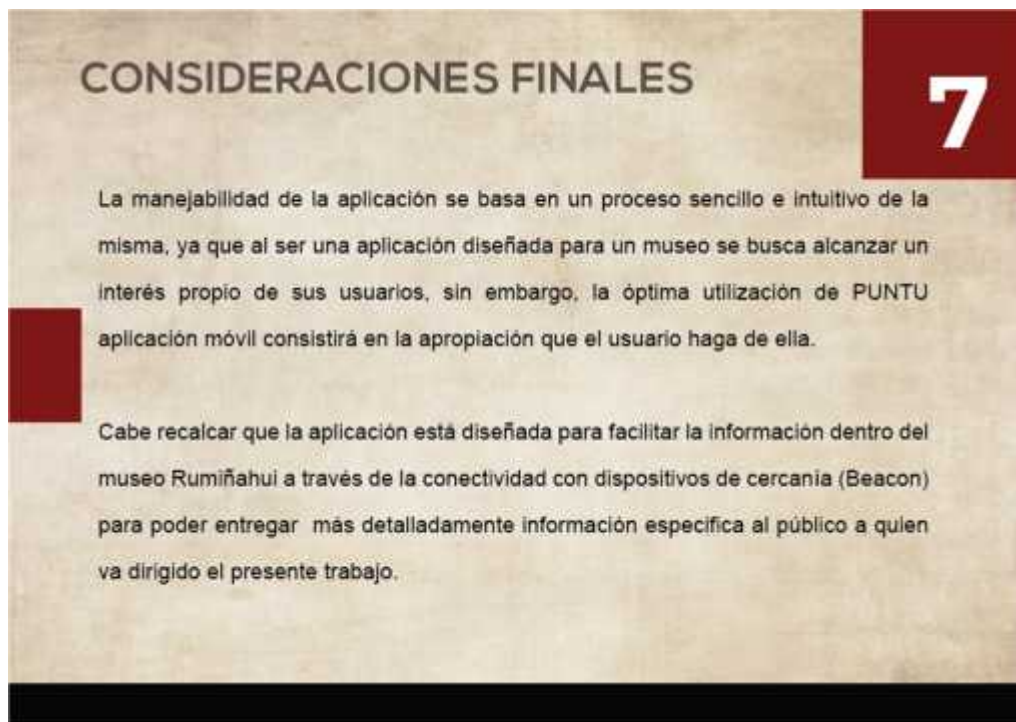 CONSIDERACIONES FINALES
7
La manejabilidad de la aplicación se basa en un proceso sencillo e intuitivo de la
misma, ya que al ser una aplicación diseñada para un museo se busca alcanzar un
interés propio de sus usuarios, sin embargo, la óptima utilización de PUNTU
aplicación móvil consistirá en la apropiación que el usuario haga de ella.
Cabe recalcar que la aplicación está diseñada para facilitar la información dentro del
museo Rumiñahui a través de la conectividad con dispositivos de cercanía (Beacon)
para poder entregar más detalladamente información específica al público a quien
va dirigido el presente trabajo.